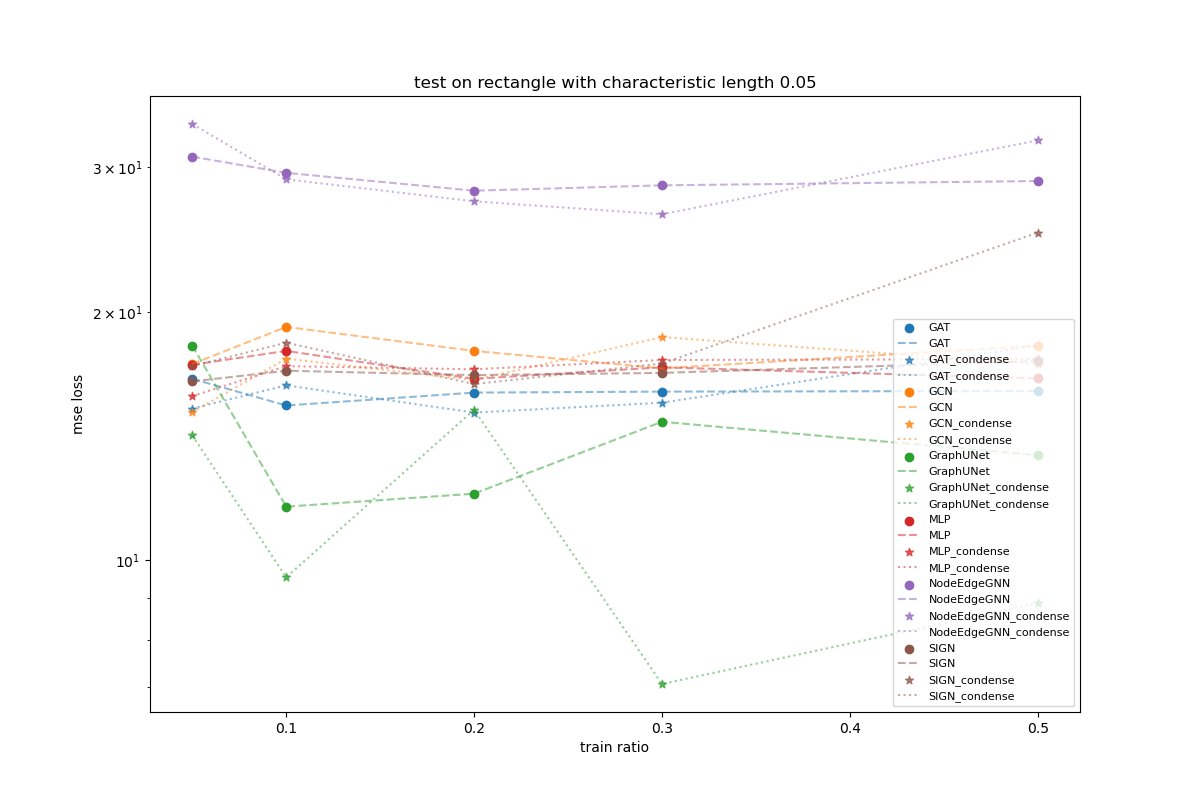 test on rectangle with characteristic length 0.05
mse loss
3 × 10¹
2 × 10¹
10¹
GAT
GAT
GAT_condense
GAT_condense
GCN
GCN
GCN_condense
GCN_condense
GraphUNet
GraphUNet
GraphUNet_condense
GraphUNet_condense
MLP
MLP
MLP_condense
MLP_condense
NodeEdgeGNN
NodeEdgeGNN
NodeEdgeGNN_condense
NodeEdgeGNN_condense
SIGN
SIGN
SIGN_condense
SIGN_condense
0.1 0.2 0.3 0.4 0.5
train ratio